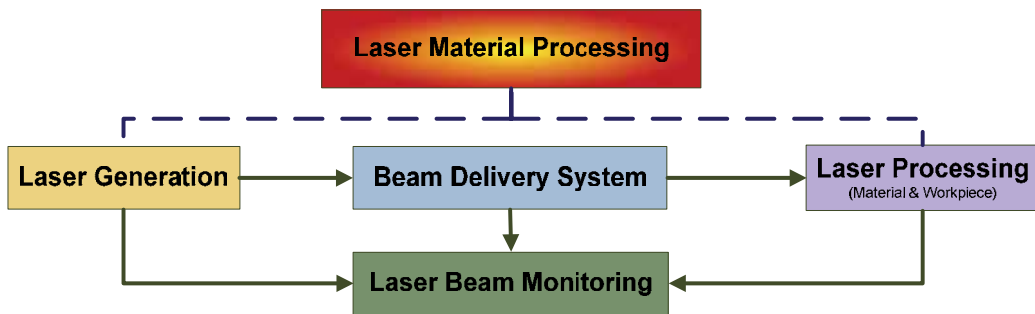 Laser Material Processing
Laser Generation
Beam Delivery System
Laser Processing
(Material & Workpiece)
Laser Beam Monitoring